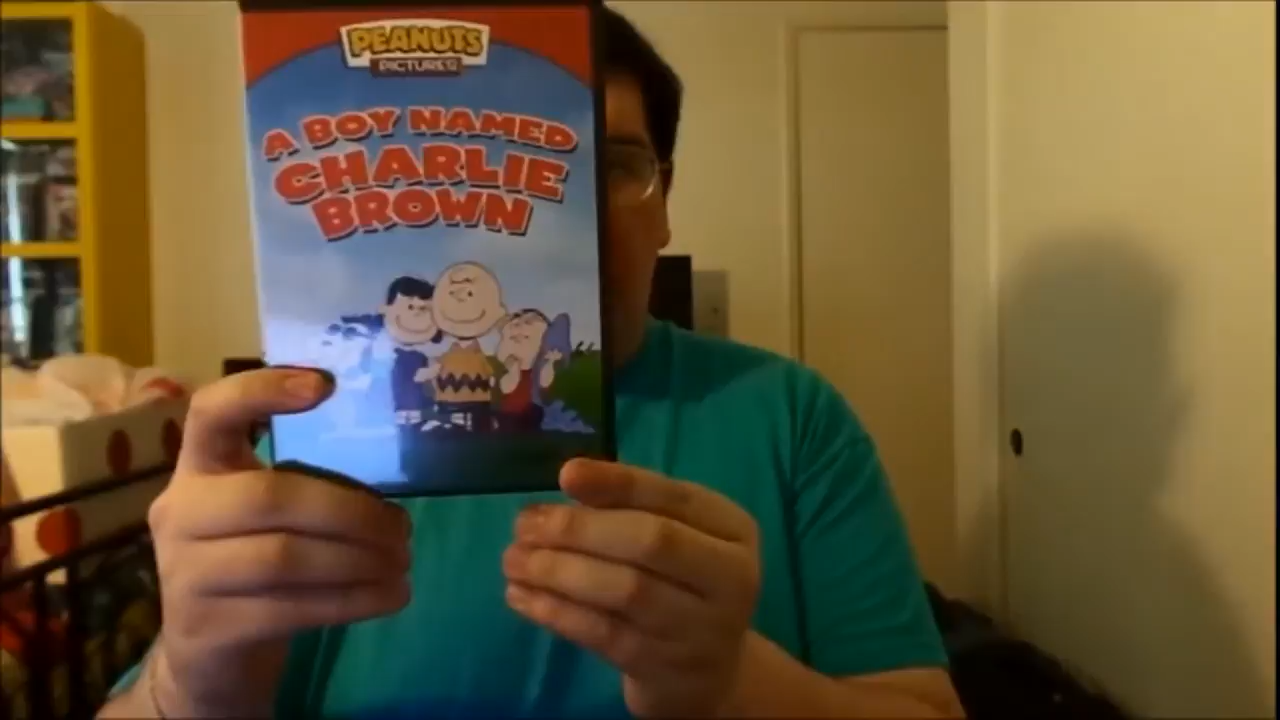 PEANUTS
PICTURES
A BOY NAMED
CHARLIE
BROWN